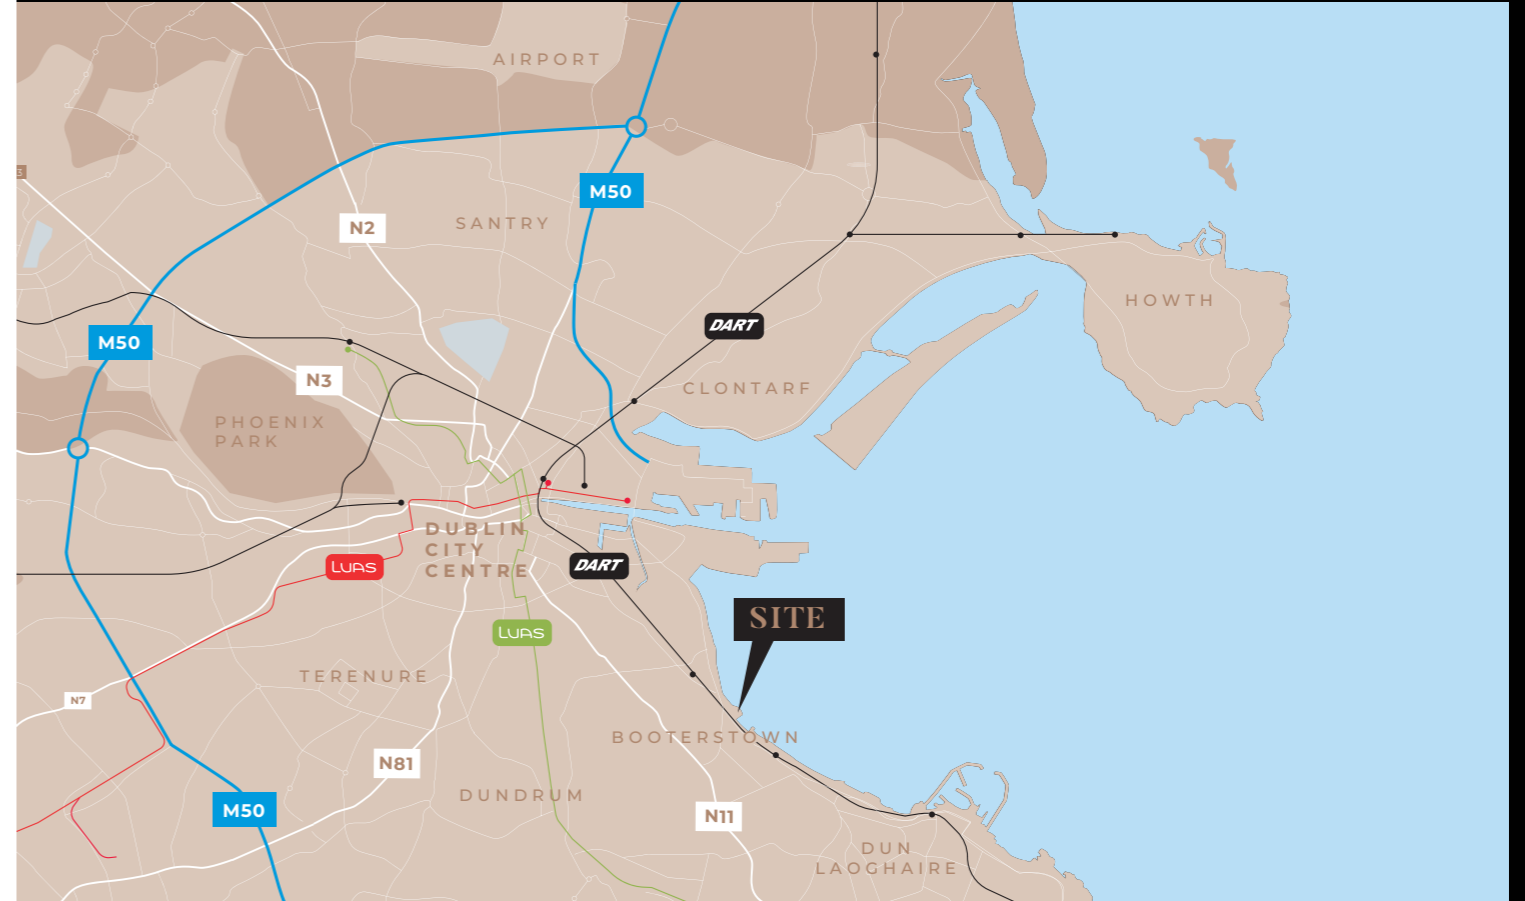 AIRPORT
M50
3
N2
SANTRY
HOWTH
DART
M50
N3
CLONTARF
PHOENIX
PARK
DUBLIN
CITY
CENTRE
LUAS
DART
SITE
LUAS
TERENURE
N7
BOOTERSTOWN
N81
DUNDRUM
M50
N11
DUN
LAOGHAIRE